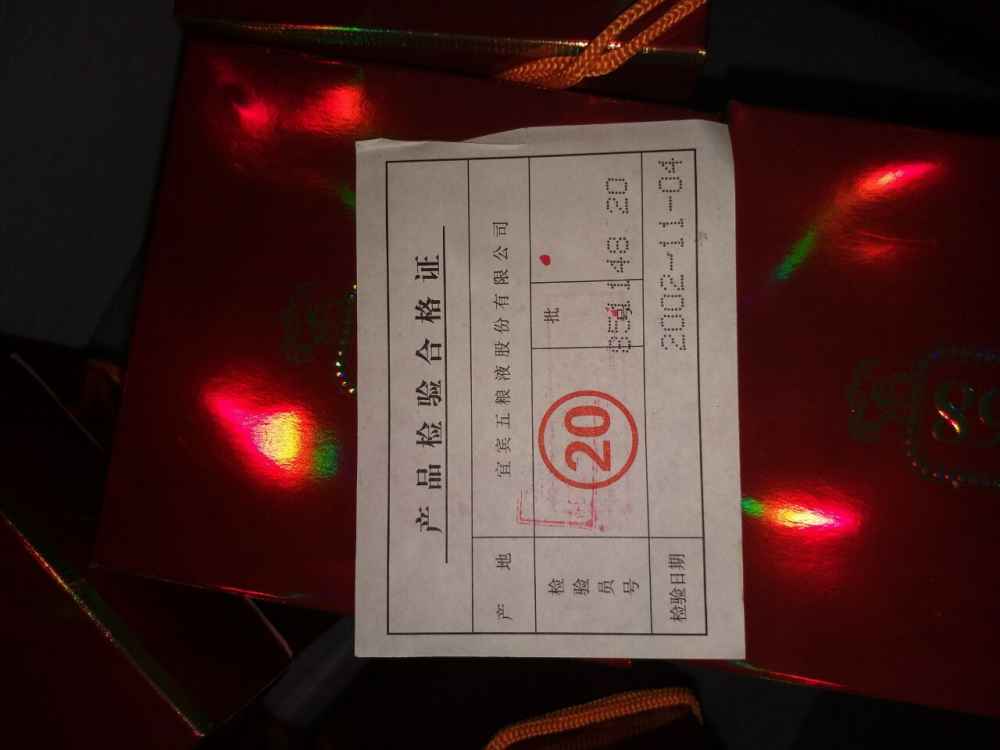 产品检验合格证
产 地 宜宾五粮液股份有限公司
检验员号 20 批
851148 20
检验日期 2002-11-04